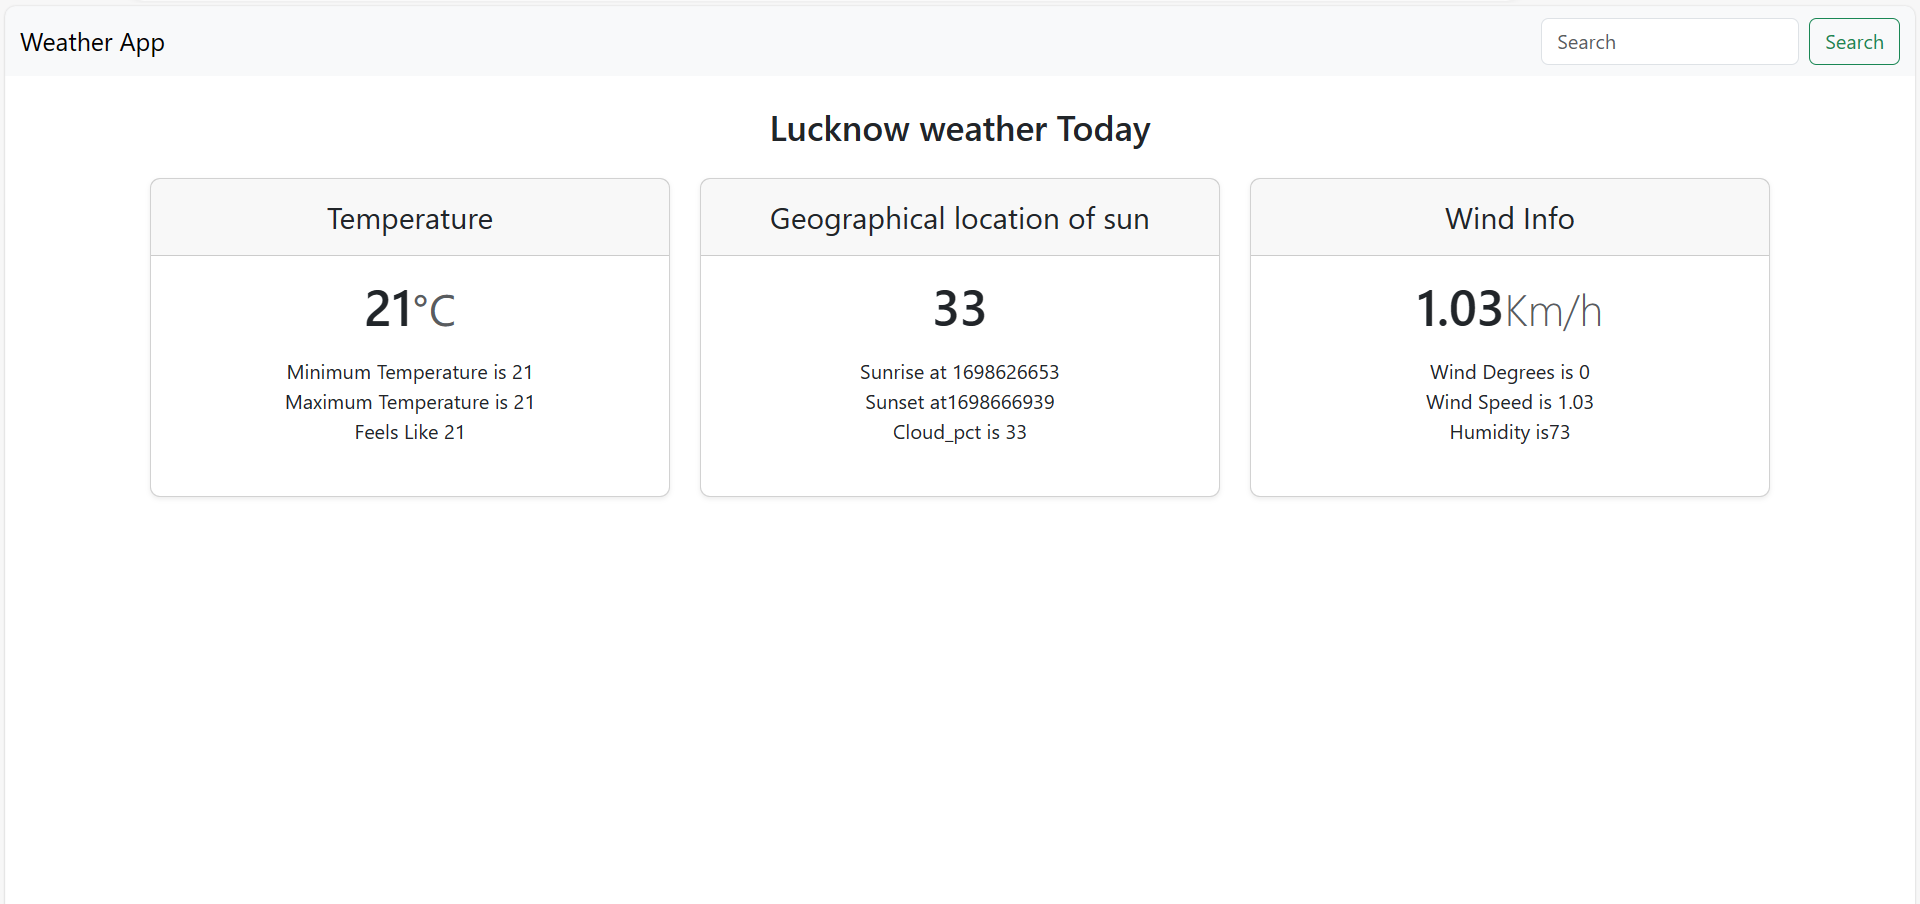 Weather App
Search
Search
Lucknow weather Today
Temperature
21°C
Minimum Temperature is 21
Maximum Temperature is 21
Feels Like 21
Geographical location of sun
33
Sunrise at 1698626653
Sunset at1698666939
Cloud_pct is 33
Wind Info
1.03Km/h
Wind Degrees is 0
Wind Speed is 1.03
Humidity is73